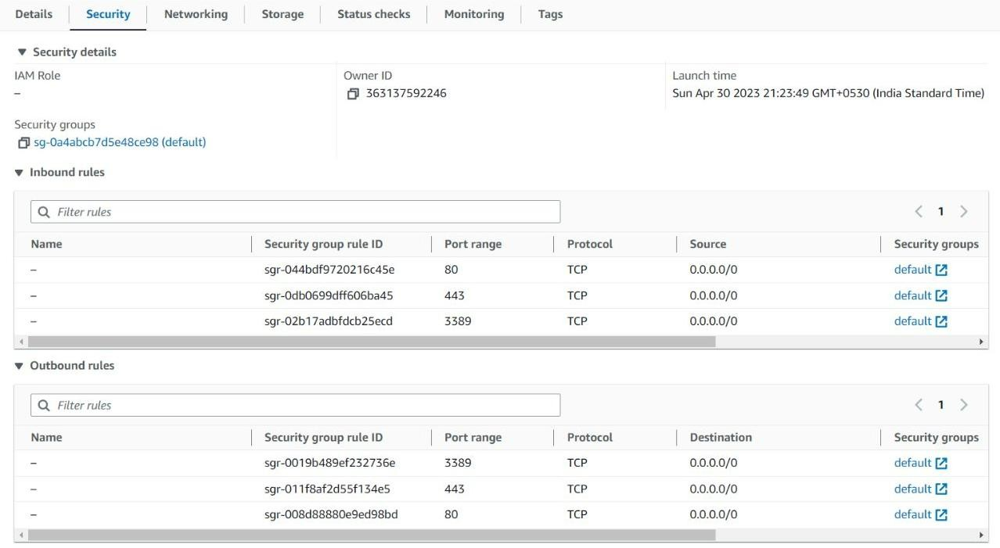 Details Security Networking Storage Status checks Monitoring Tags
▼ Security details
IAM Role Owner ID Launch time
– 363137592246 Sun Apr 30 2023 21:23:49 GMT+0530 (India Standard Time)
Security groups
sg-0a4abcb7d5e48ce98 (default)
▼ Inbound rules
Filter rules < 1 >
Name Security group rule ID Port range Protocol Source Security groups
– sgr-044bdf9720216c45e 80 TCP 0.0.0.0/0 default
– sgr-0db0699dff606ba45 443 TCP 0.0.0.0/0 default
– sgr-02b17adbfdcb25ecd 3389 TCP 0.0.0.0/0 default
▼ Outbound rules
Filter rules < 1 >
Name Security group rule ID Port range Protocol Destination Security groups
– sgr-0019b489ef232736e 3389 TCP 0.0.0.0/0 default
– sgr-011f8af2d55f134e5 443 TCP 0.0.0.0/0 default
– sgr-008d88880e9ed98bd 80 TCP 0.0.0.0/0 default